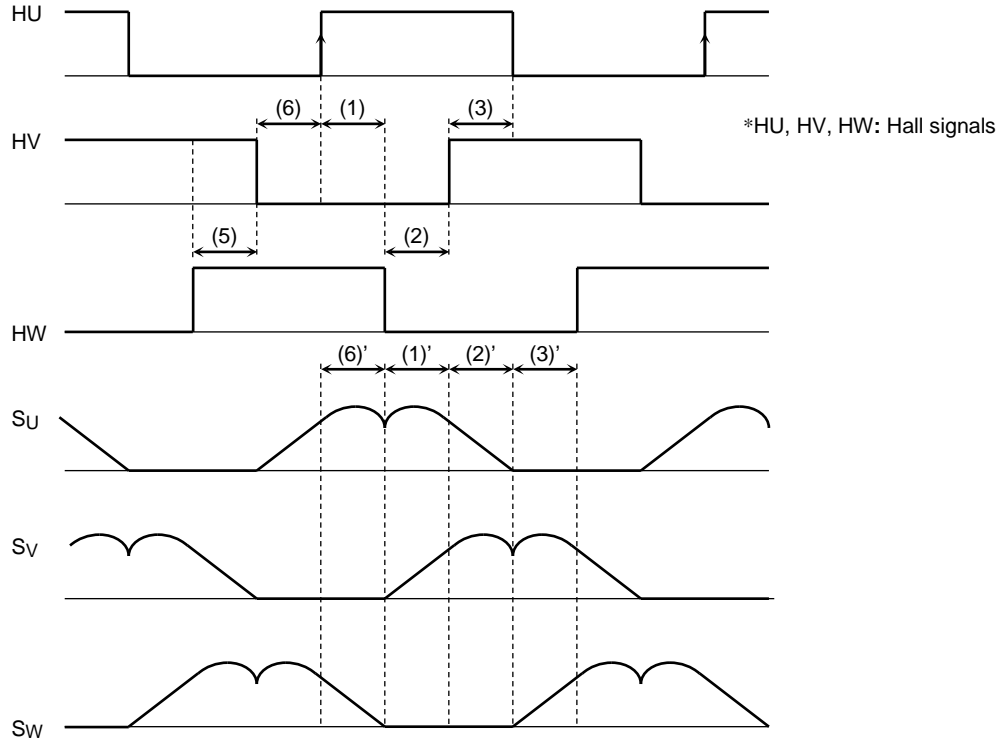 HU
(6) (1) (3)
*HU, HV, HW: Hall signals
HV
(5) (2)
HW
(6)’ (1)’ (2)’ (3)’
SU
SV
SW